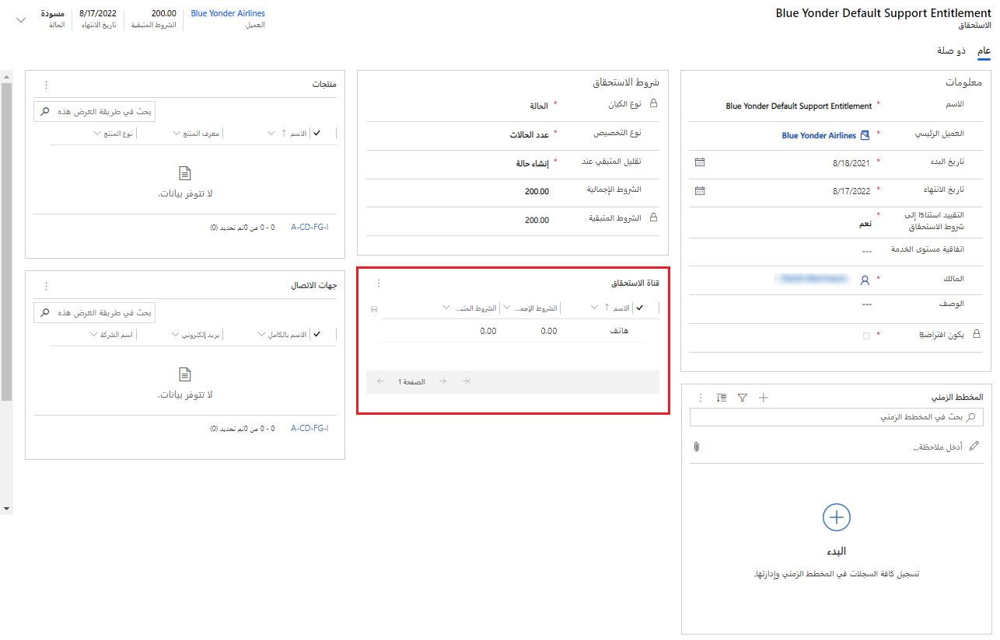 Blue Yonder Default Support Entitlement
الاستحقاق
Blue Yonder Airlines
العميل
200.00
الشروط المتبقية
8/17/2022
تاريخ الانتهاء
مسودة
الحالة
عام
ذو صلة
معلومات
الاسم
* Blue Yonder Default Support Entitlement
العميل الرئيسي
* Blue Yonder Airlines
تاريخ البدء
* 8/18/2021
تاريخ الانتهاء
* 8/17/2022
التقييد استنادًا إلى
شروط الاستحقاق
* نعم
اتفاقية مستوى الخدمة
---
المالك
*
الوصف
---
يكون افتراضيًا
*
المخطط الزمني
بحث في المخطط الزمني
أدخل ملاحظة...
البدء
تسجيل كافة السجلات في المخطط الزمني وإدارتها.
شروط الاستحقاق
نوع الكيان
* الحالة
نوع التخصيص
* عدد الحالات
تقليل المتبقي عند
* إنشاء حالة
الشروط الإجمالية
200.00
الشروط المتبقية
200.00
قناة الاستحقاق
الاسم ↑ الشروط الإجم... الشروط المتب...
هاتف 0.00 0.00
الصفحة 1
منتجات
بحث في طريقة العرض هذه
الاسم ↑ معرف المنتج نوع المنتج
لا تتوفر بيانات.
A-CD-FG-I
0 - 0 من 0تم تحديد (0)
جهات الاتصال
بحث في طريقة العرض هذه
الاسم بالكامل بريد إلكتروني اسم الشركة
لا تتوفر بيانات.
A-CD-FG-I
0 - 0 من 0تم تحديد (0)